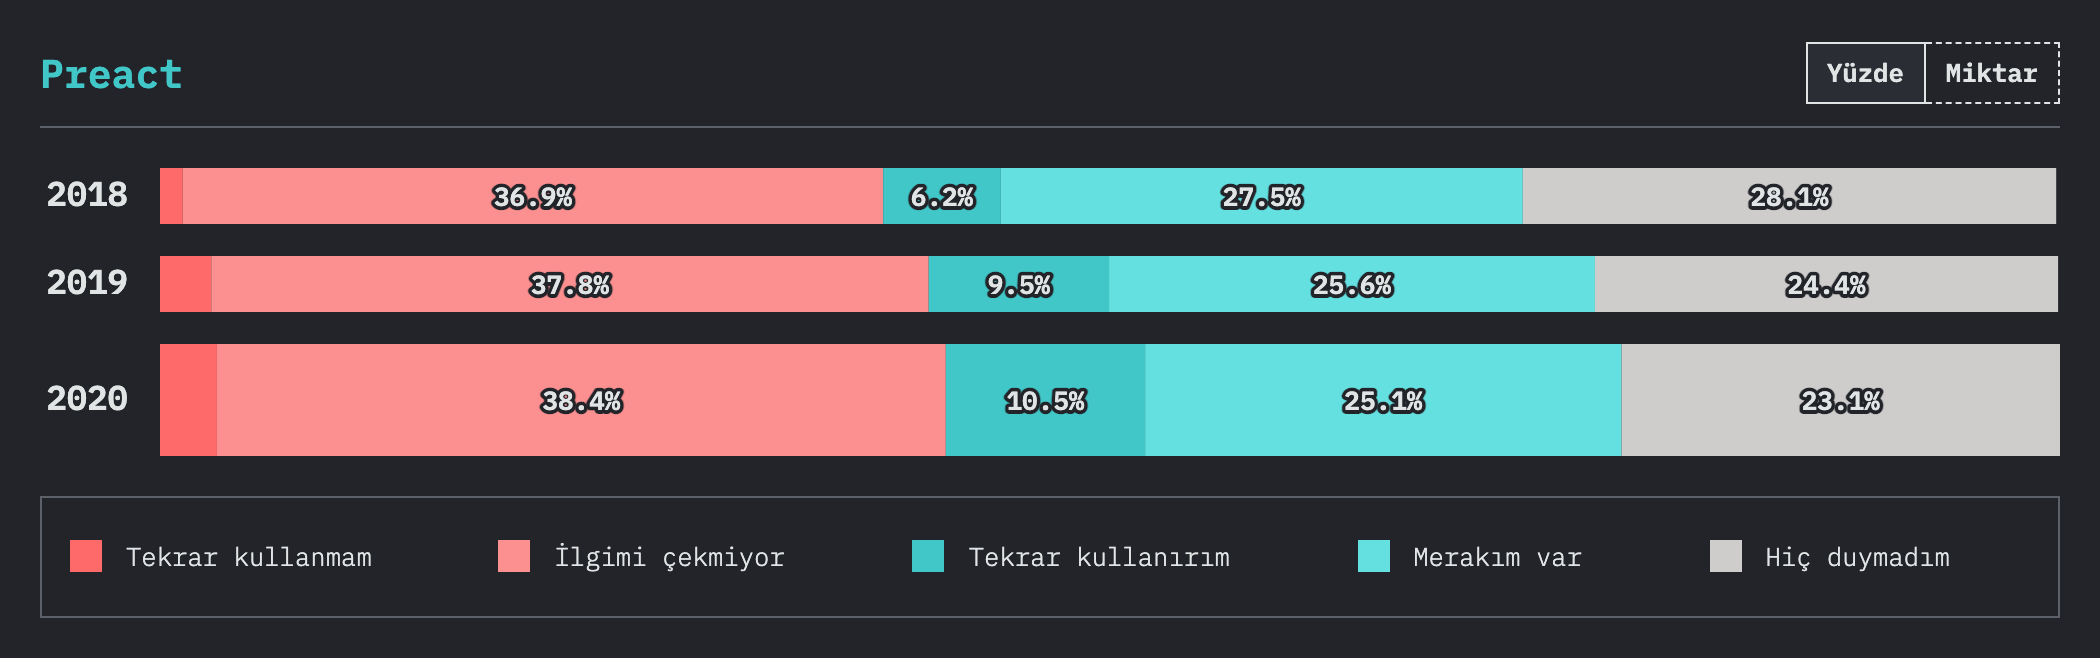 Preact
Yüzde Miktar
2018 36.9% 6.2% 27.5% 28.1%
2019 37.8% 9.5% 25.6% 24.4%
2020 38.4% 10.5% 25.1% 23.1%
Tekrar kullanmam İlgimi çekmiyor Tekrar kullanırım Merakım var Hiç duymadım